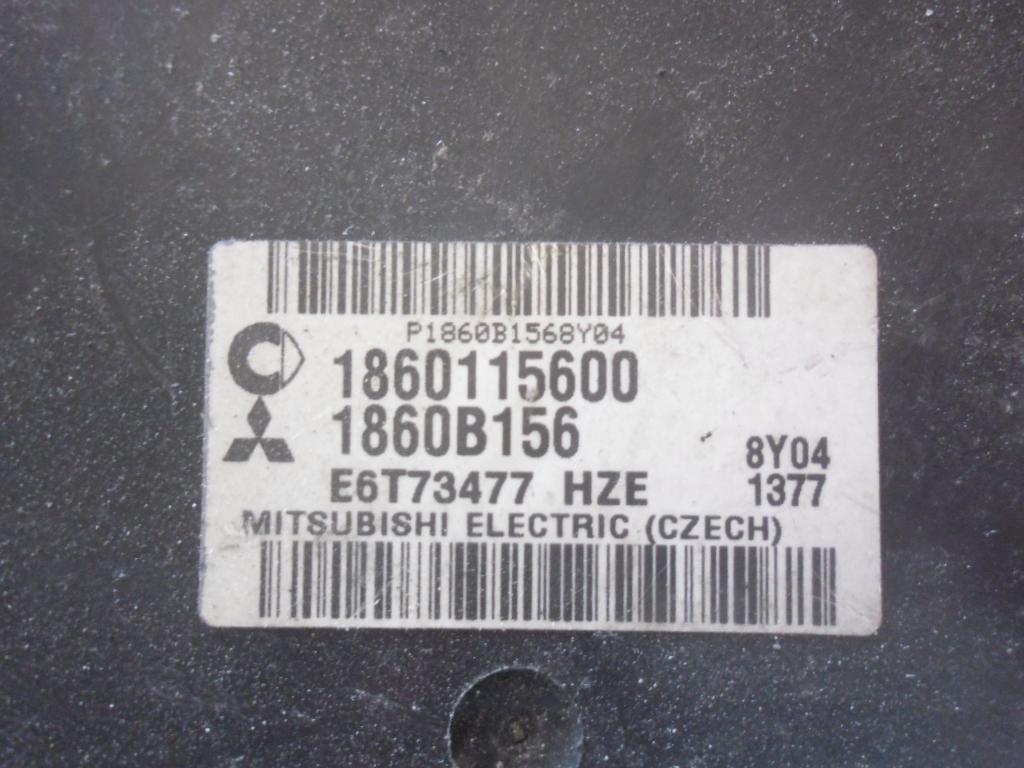 P1860B1568Y04
1860115600
1860B156
8Y04
E6T73477 HZE
1377
MITSUBISHI ELECTRIC (CZECH)